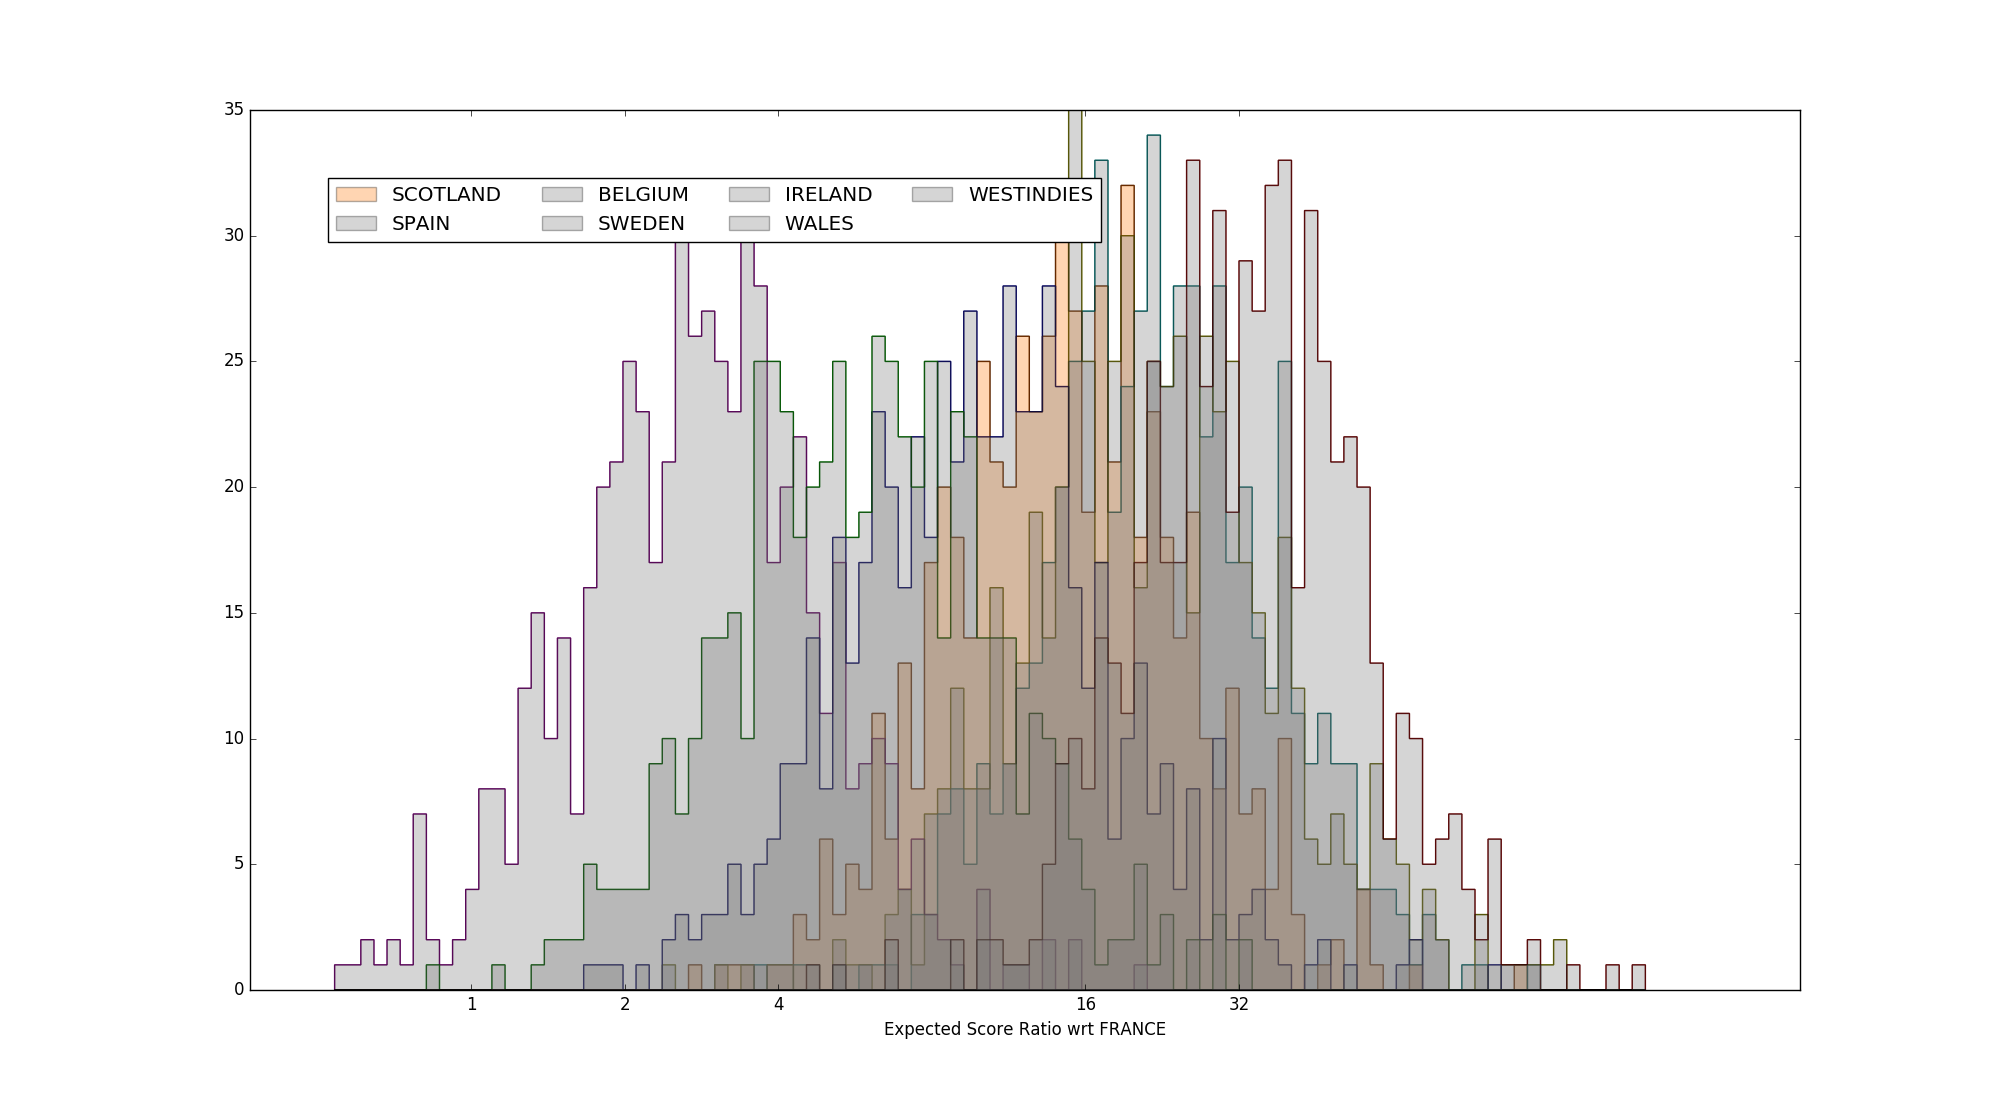 35
30
25
20
15
10
5
0
SCOTLAND BELGIUM IRELAND WESTINDIES
SPAIN SWEDEN WALES
1 2 4 16 32
Expected Score Ratio wrt FRANCE